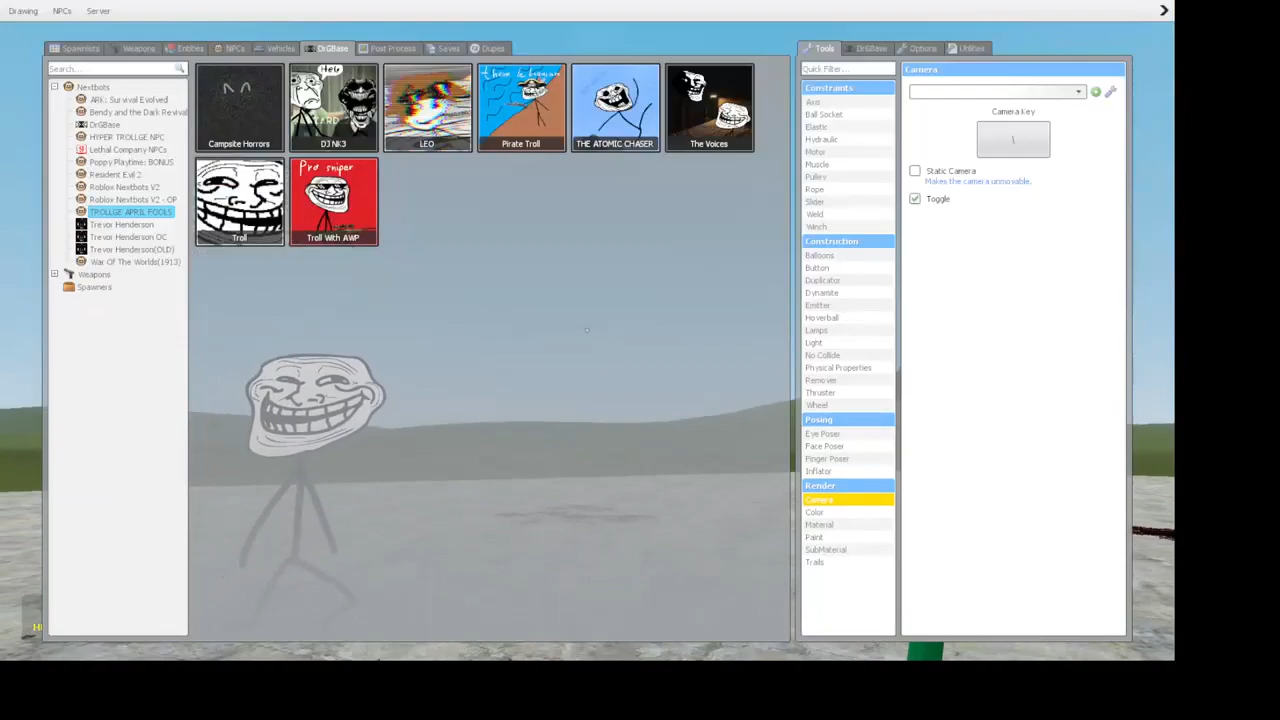 Drawing NPCs Server
Spawnlists Weapons Entities NPCs Vehicles DrGBase Post Process Saves Dupes
Search...
Nextbots
ARK: Survival Evolved
Bendy and the Dark Revival
DrGBase
HYPER TROLLGE NPC
Lethal Company NPCs
Poppy Playtime: BONUS
Resident Evil 2
Roblox Nextbots V2
Roblox Nextbots V2 - OP
TROLLGE APRIL FOOLS
Trevor Henderson
Trevor Henderson OC
Trevor Henderson(OLD)
War Of The Worlds(1913)
Weapons
Spawners
Campsite Horrors
Help
DJ NK3
LEO
Pirate Troll
THE ATOMIC CHASER
The Voices
Troll
Pro sniper
Troll With AWP
Tools DrGBase Options Utilities
Quick Filter...
Constraints
Axis
Ball Socket
Elastic
Hydraulic
Motor
Muscle
Pulley
Rope
Slider
Weld
Winch
Construction
Balloons
Button
Duplicator
Dynamite
Emitter
Hoverball
Lamps
Light
No Collide
Physical Properties
Remover
Thruster
Wheel
Posing
Eye Poser
Face Poser
Finger Poser
Inflator
Render
Camera
Color
Material
Paint
SubMaterial
Trails
Camera
Camera Key
\
Static Camera
Makes the camera unmovable.
Toggle